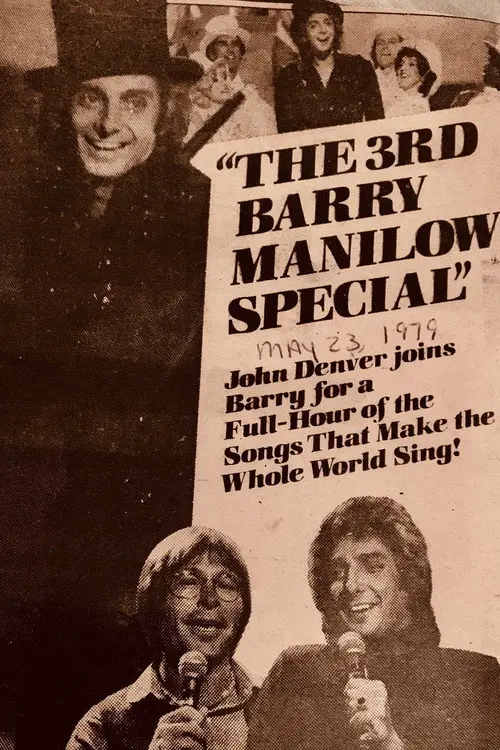 “THE 3RD
BARRY
MANILOW
SPECIAL”
MAY 23, 1979
John Denver joins
Barry for a
Full-Hour of the
Songs That Make the
Whole World Sing!